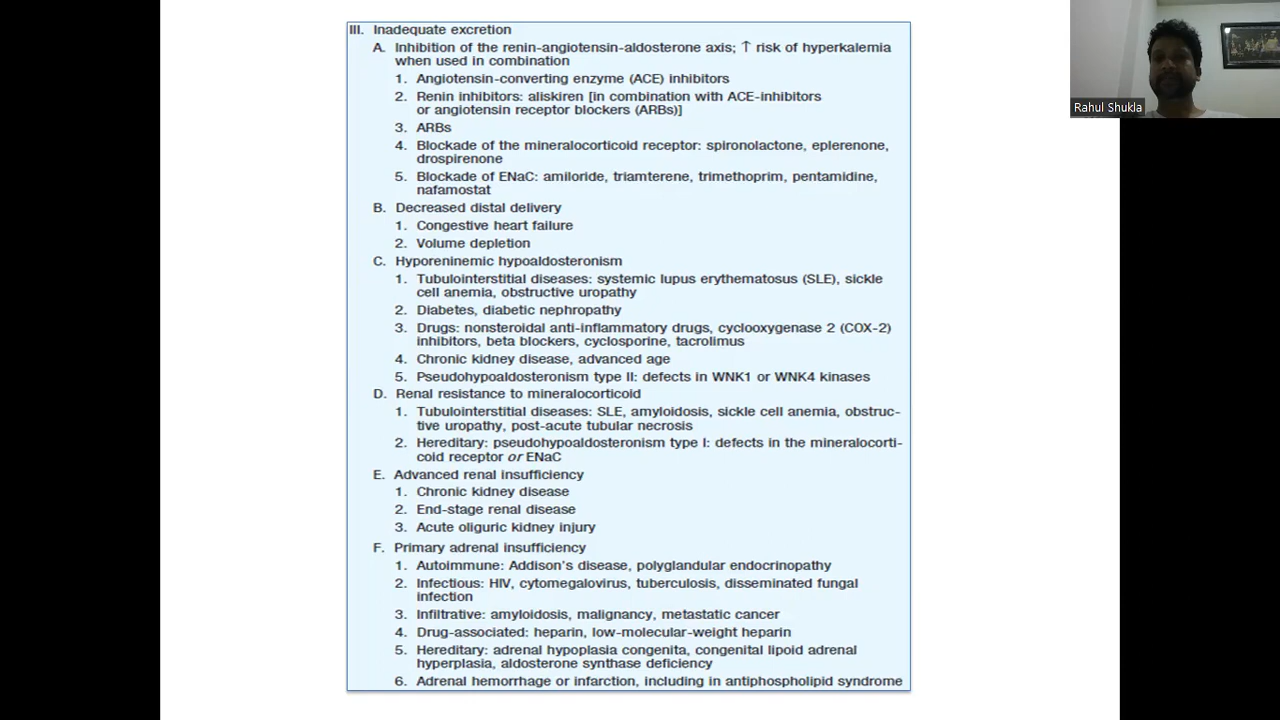 III. Inadequate excretion
A. Inhibition of the renin-angiotensin-aldosterone axis; ↑ risk of hyperkalemia
when used in combination
1. Angiotensin-converting enzyme (ACE) inhibitors
2. Renin inhibitors: aliskiren [in combination with ACE-inhibitors
or angiotensin receptor blockers (ARBs)]
3. ARBs
4. Blockade of the mineralocorticoid receptor: spironolactone, eplerenone,
drospirenone
5. Blockade of ENaC: amiloride, triamterene, trimethoprim, pentamidine,
nafamostat
B. Decreased distal delivery
1. Congestive heart failure
2. Volume depletion
C. Hyporeninemic hypoaldosteronism
1. Tubulointerstitial diseases: systemic lupus erythematosus (SLE), sickle
cell anemia, obstructive uropathy
2. Diabetes, diabetic nephropathy
3. Drugs: nonsteroidal anti-inflammatory drugs, cyclooxygenase 2 (COX-2)
inhibitors, beta blockers, cyclosporine, tacrolimus
4. Chronic kidney disease, advanced age
5. Pseudohypoaldosteronism type II: defects in WNK1 or WNK4 kinases
D. Renal resistance to mineralocorticoid
1. Tubulointerstitial diseases: SLE, amyloidosis, sickle cell anemia, obstruc-
tive uropathy, post-acute tubular necrosis
2. Hereditary: pseudohypoaldosteronism type I: defects in the mineralocorti-
coid receptor or ENaC
E. Advanced renal insufficiency
1. Chronic kidney disease
2. End-stage renal disease
3. Acute oliguric kidney injury
F. Primary adrenal insufficiency
1. Autoimmune: Addison's disease, polyglandular endocrinopathy
2. Infectious: HIV, cytomegalovirus, tuberculosis, disseminated fungal
infection
3. Infiltrative: amyloidosis, malignancy, metastatic cancer
4. Drug-associated: heparin, low-molecular-weight heparin
5. Hereditary: adrenal hypoplasia congenita, congenital lipoid adrenal
hyperplasia, aldosterone synthase deficiency
6. Adrenal hemorrhage or infarction, including in antiphospholipid syndrome
Rahul Shukla